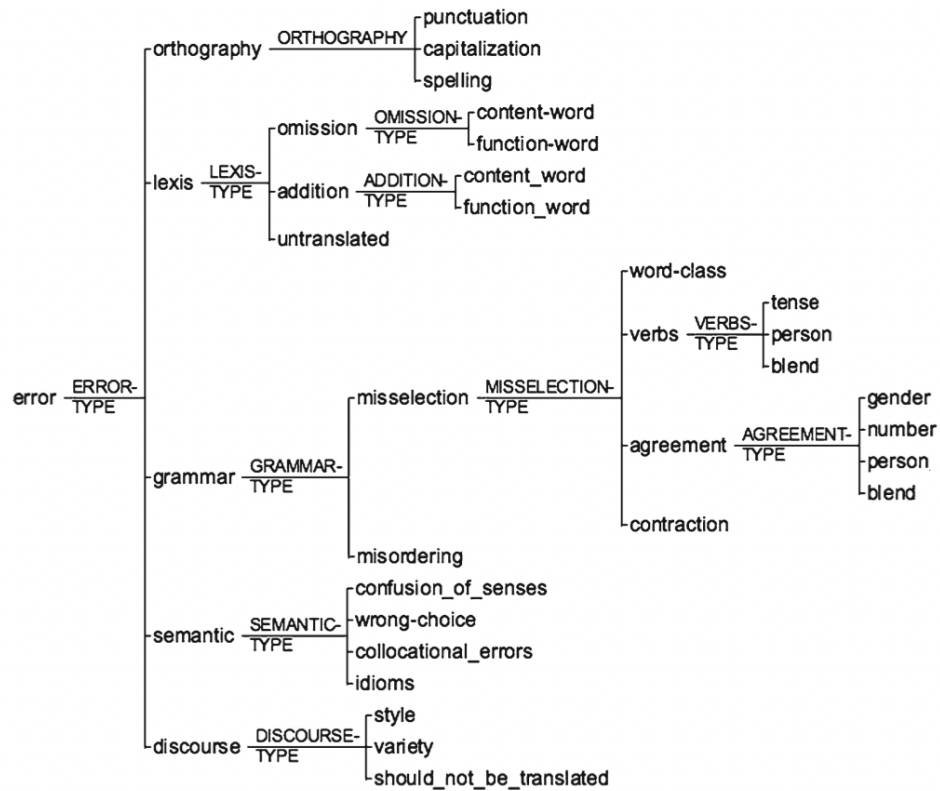 punctuation
orthography ORTHOGRAPHY capitalization
spelling
content-word
omission OMISSION-TYPE
function-word
lexis LEXIS-TYPE
content_word
addition ADDITION-TYPE
function_word
untranslated
word-class
tense
verbs VERBS-TYPE person
blend
error ERROR-TYPE
misselection MISSELECTION-TYPE
gender
number
agreement AGREEMENT-TYPE
person
blend
grammar GRAMMAR-TYPE
contraction
misordering
confusion_of_senses
wrong-choice
semantic SEMANTIC-TYPE
collocational_errors
idioms
style
discourse DISCOURSE-TYPE variety
should_not_be_translated